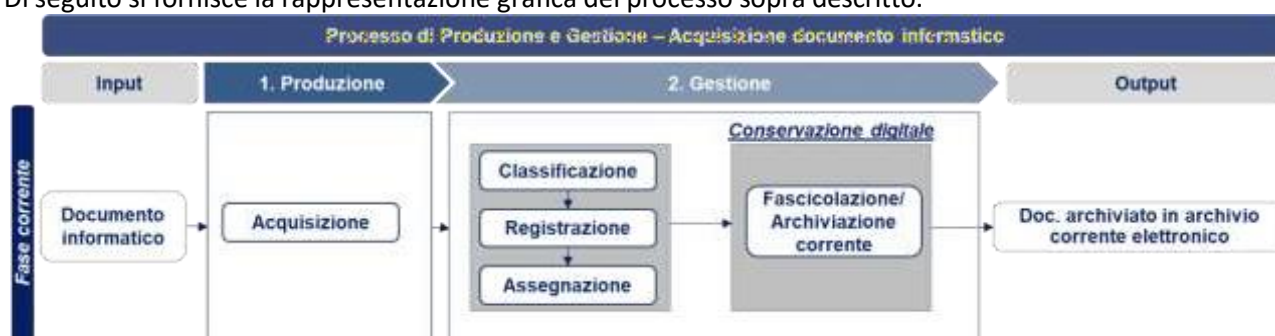 Di seguito si fornisce la rappresentazione grafica del processo sopra descritto:
Processo di Produzione e Gestione – Acquisizione documento informatico
Input
1. Produzione
2. Gestione
Output
Fase corrente
Documento
informatico
Acquisizione
Classificazione
Registrazione
Assegnazione
Conservazione digitale
Fascicolazione/
Archiviazione
corrente
Doc. archiviato in archivio
corrente elettronico